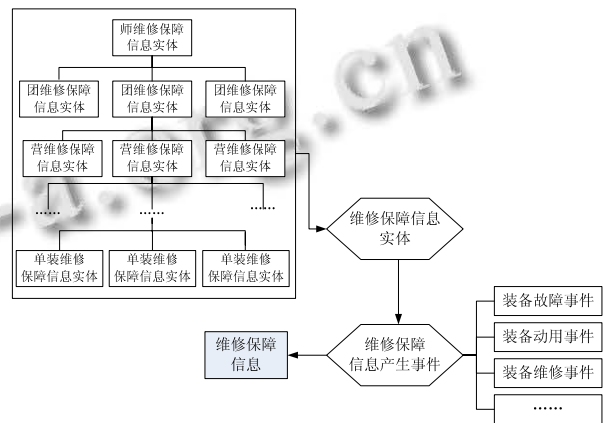 师维修保障
信息实体
团维修保障
信息实体
团维修保障
信息实体
团维修保障
信息实体
营维修保障
信息实体
营维修保障
信息实体
营维修保障
信息实体
……
……
……
单装维修
保障信息实体
单装维修
保障信息实体
单装维修
保障信息实体
维修保障信息
实体
维修保障
信息产生事件
维修保障
信息
装备故障事件
装备动用事件
装备维修事件
……